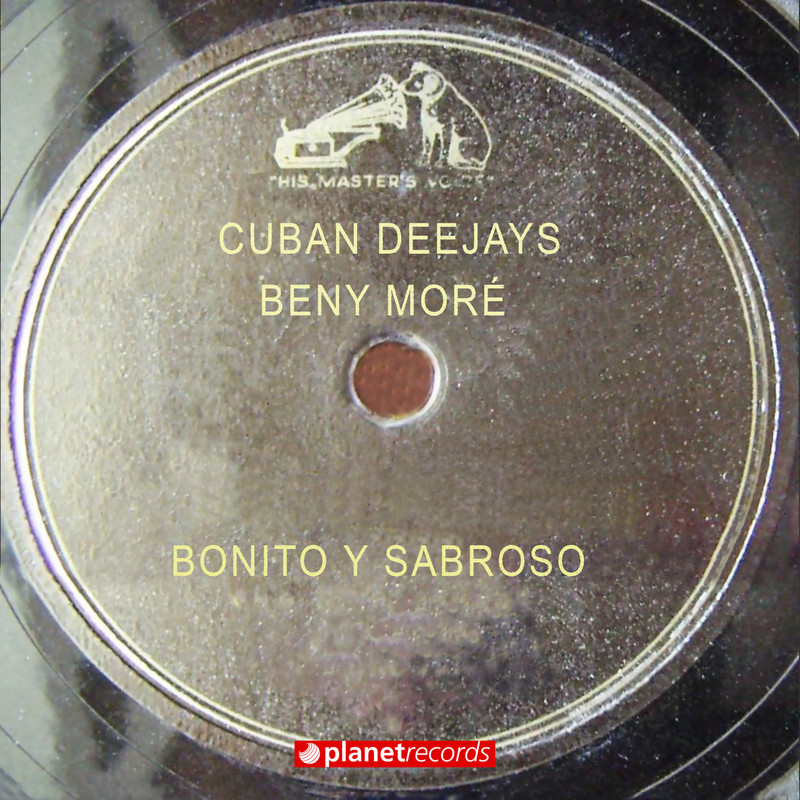 "HIS MASTER'S VOICE"
CUBAN DEEJAYS
BENY MORÉ
BONITO Y SABROSO
planetrecords